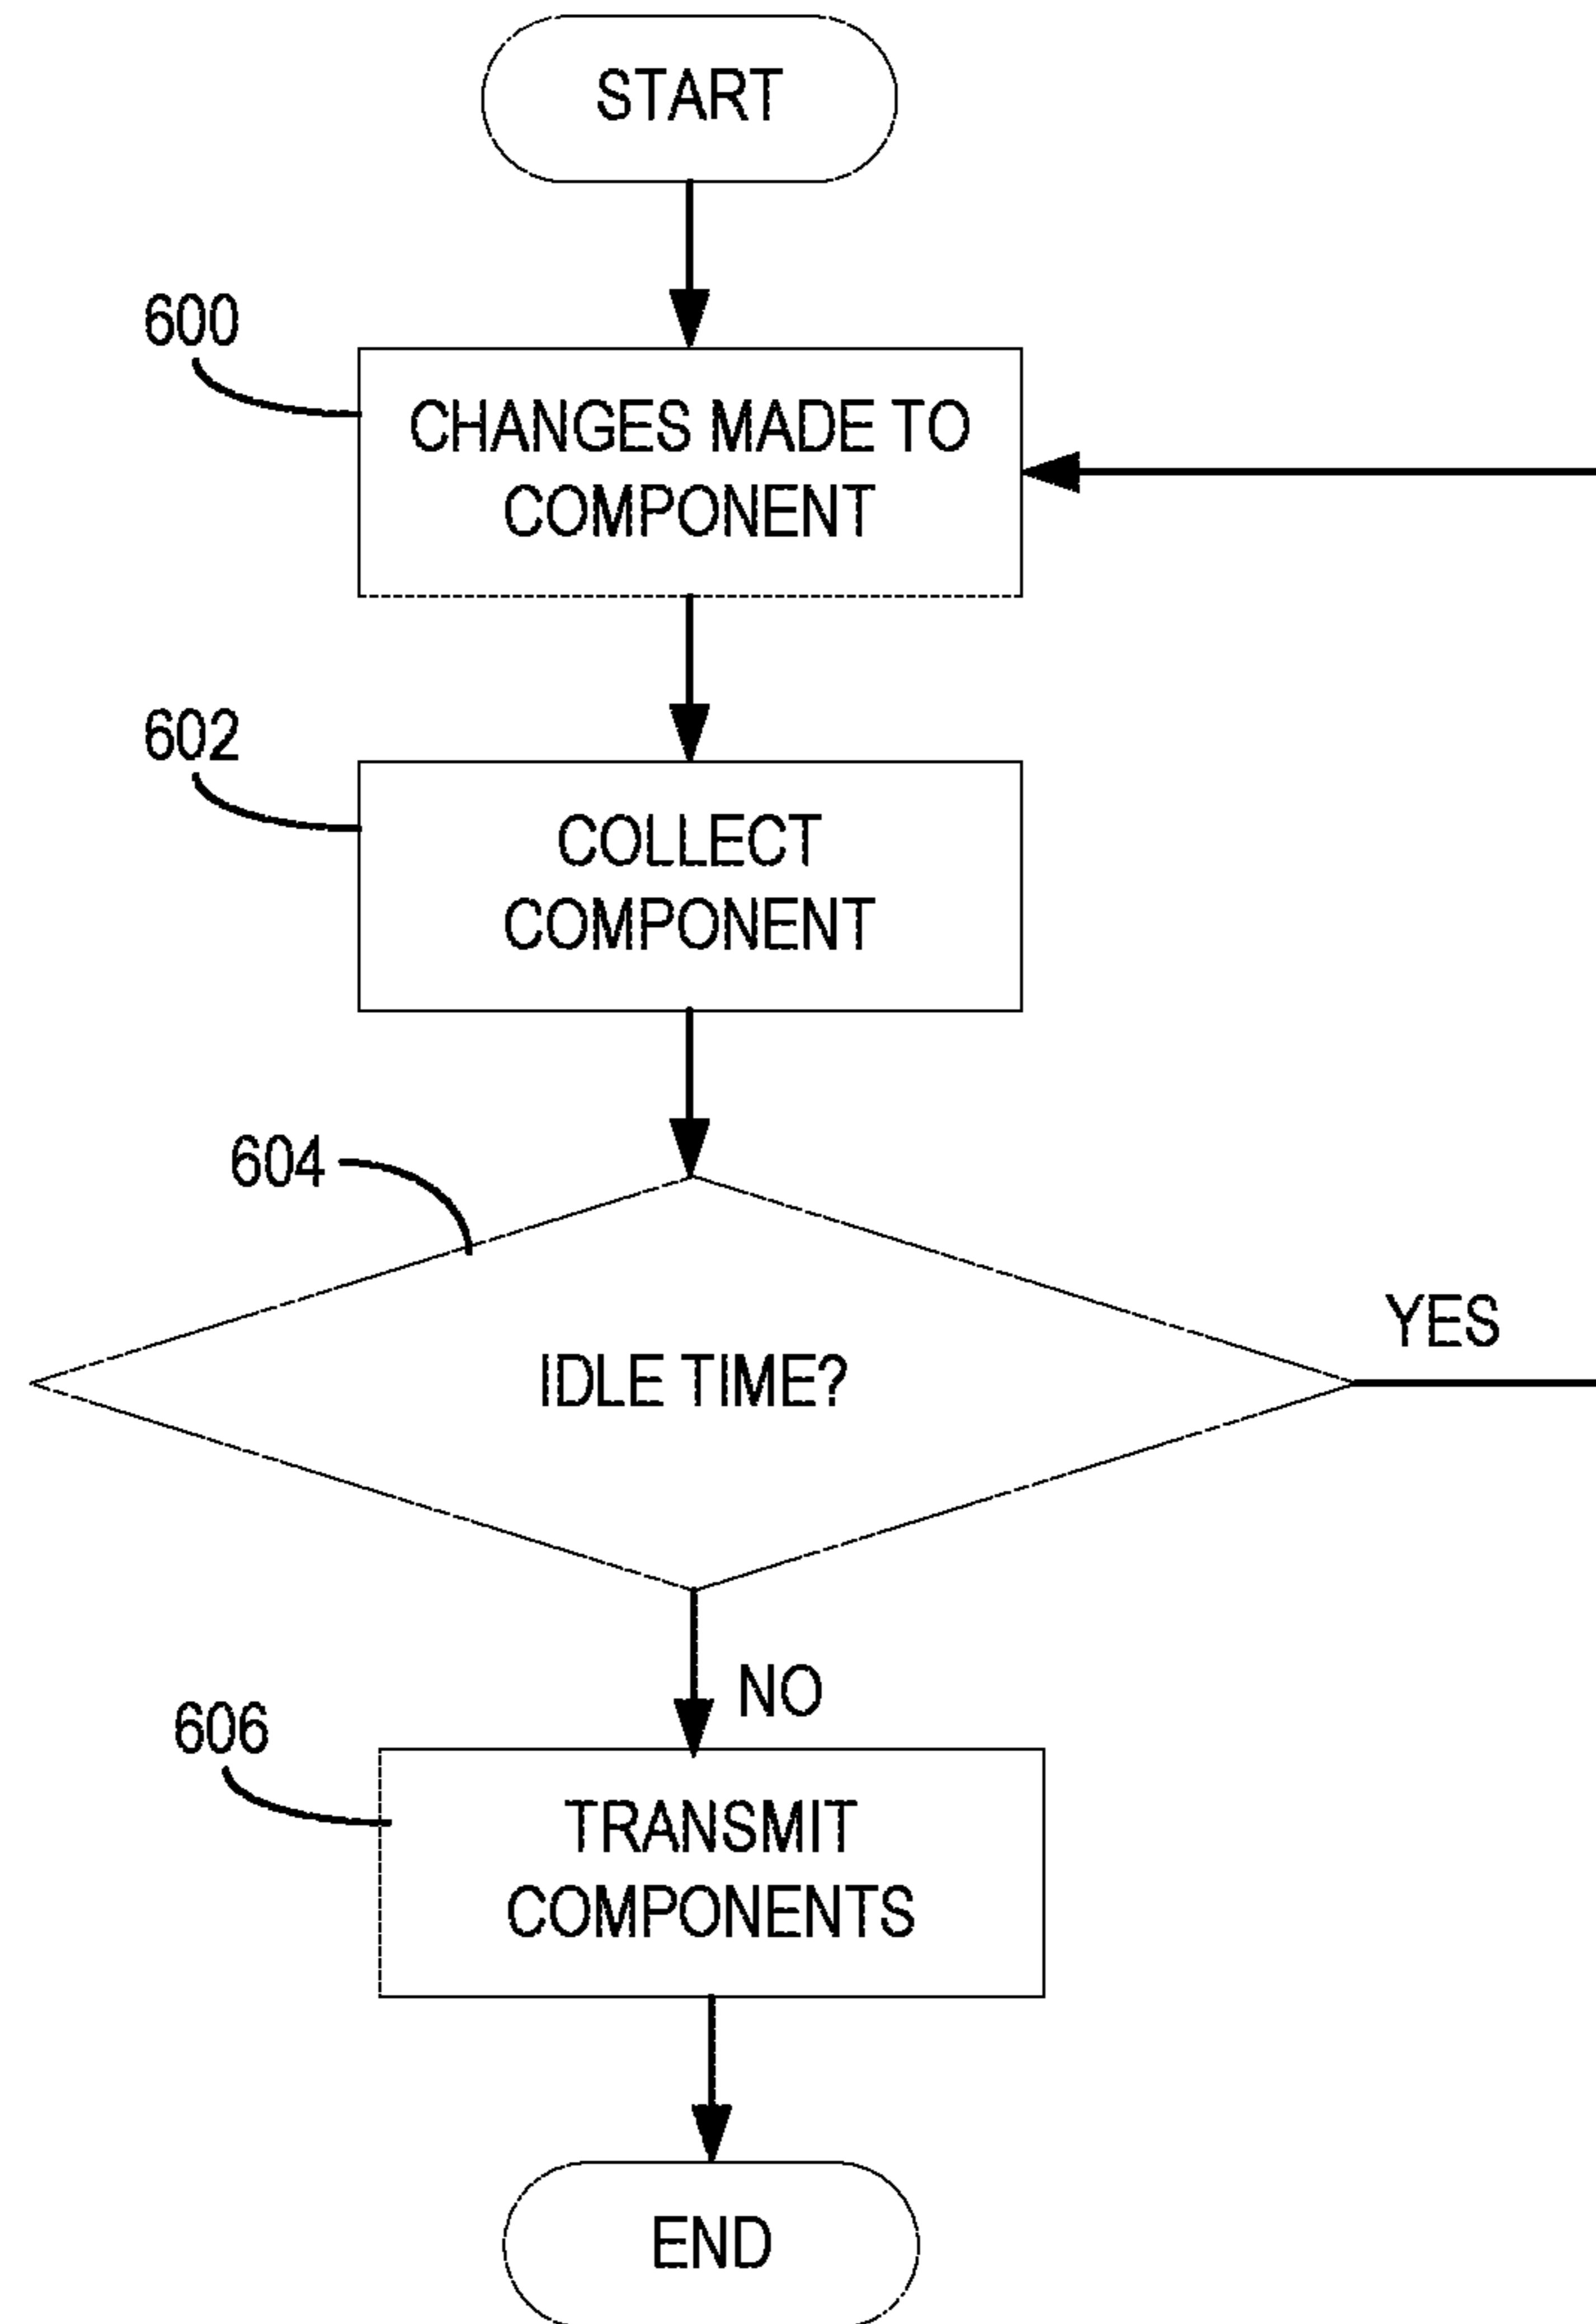 START
600
CHANGES MADE TO
COMPONENT
602
COLLECT
COMPONENT
604
IDLE TIME?
YES
NO
606
TRANSMIT
COMPONENTS
END